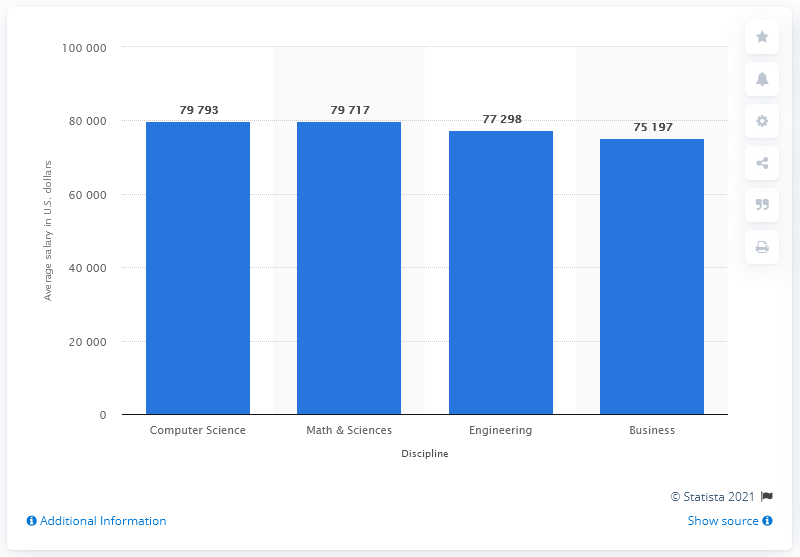 100 000
80 000
60 000
40 000
20 000
0
Average salary in U.S. dollars
79 793
79 717
77 298
75 197
Computer Science
Math & Sciences
Engineering
Business
Discipline
© Statista 2021
Additional Information
Show source